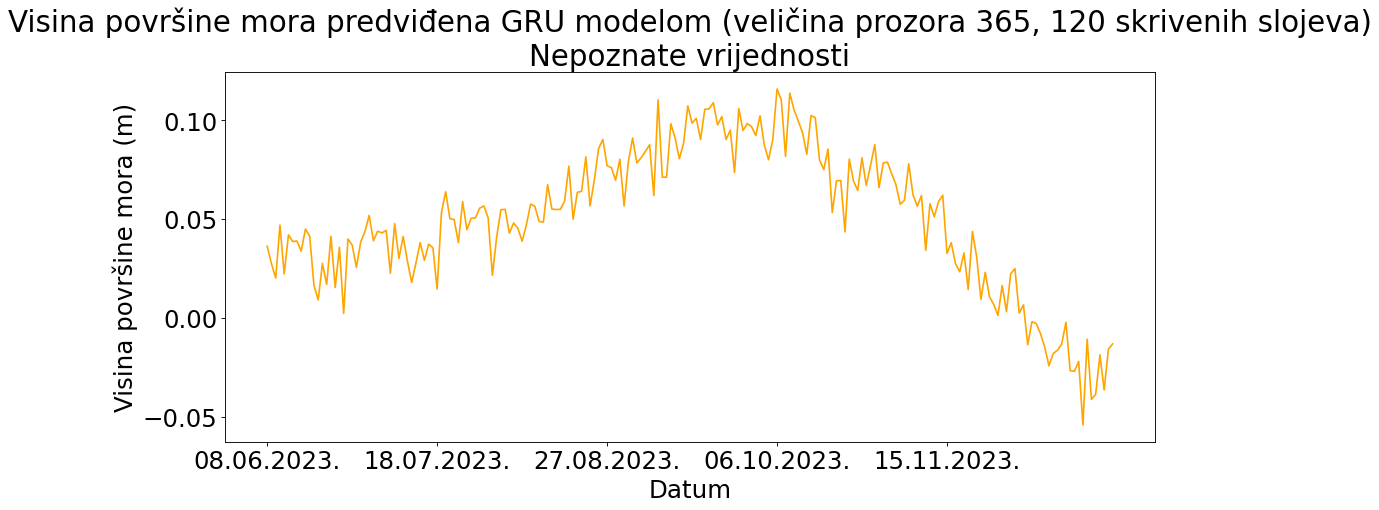 Visina površine mora predviđena GRU modelom (veličina prozora 365, 120 skrivenih slojeva)
Nepoznate vrijednosti
Visina površine mora (m)
0.10
0.05
0.00
−0.05
08.06.2023. 18.07.2023. 27.08.2023. 06.10.2023. 15.11.2023.
Datum